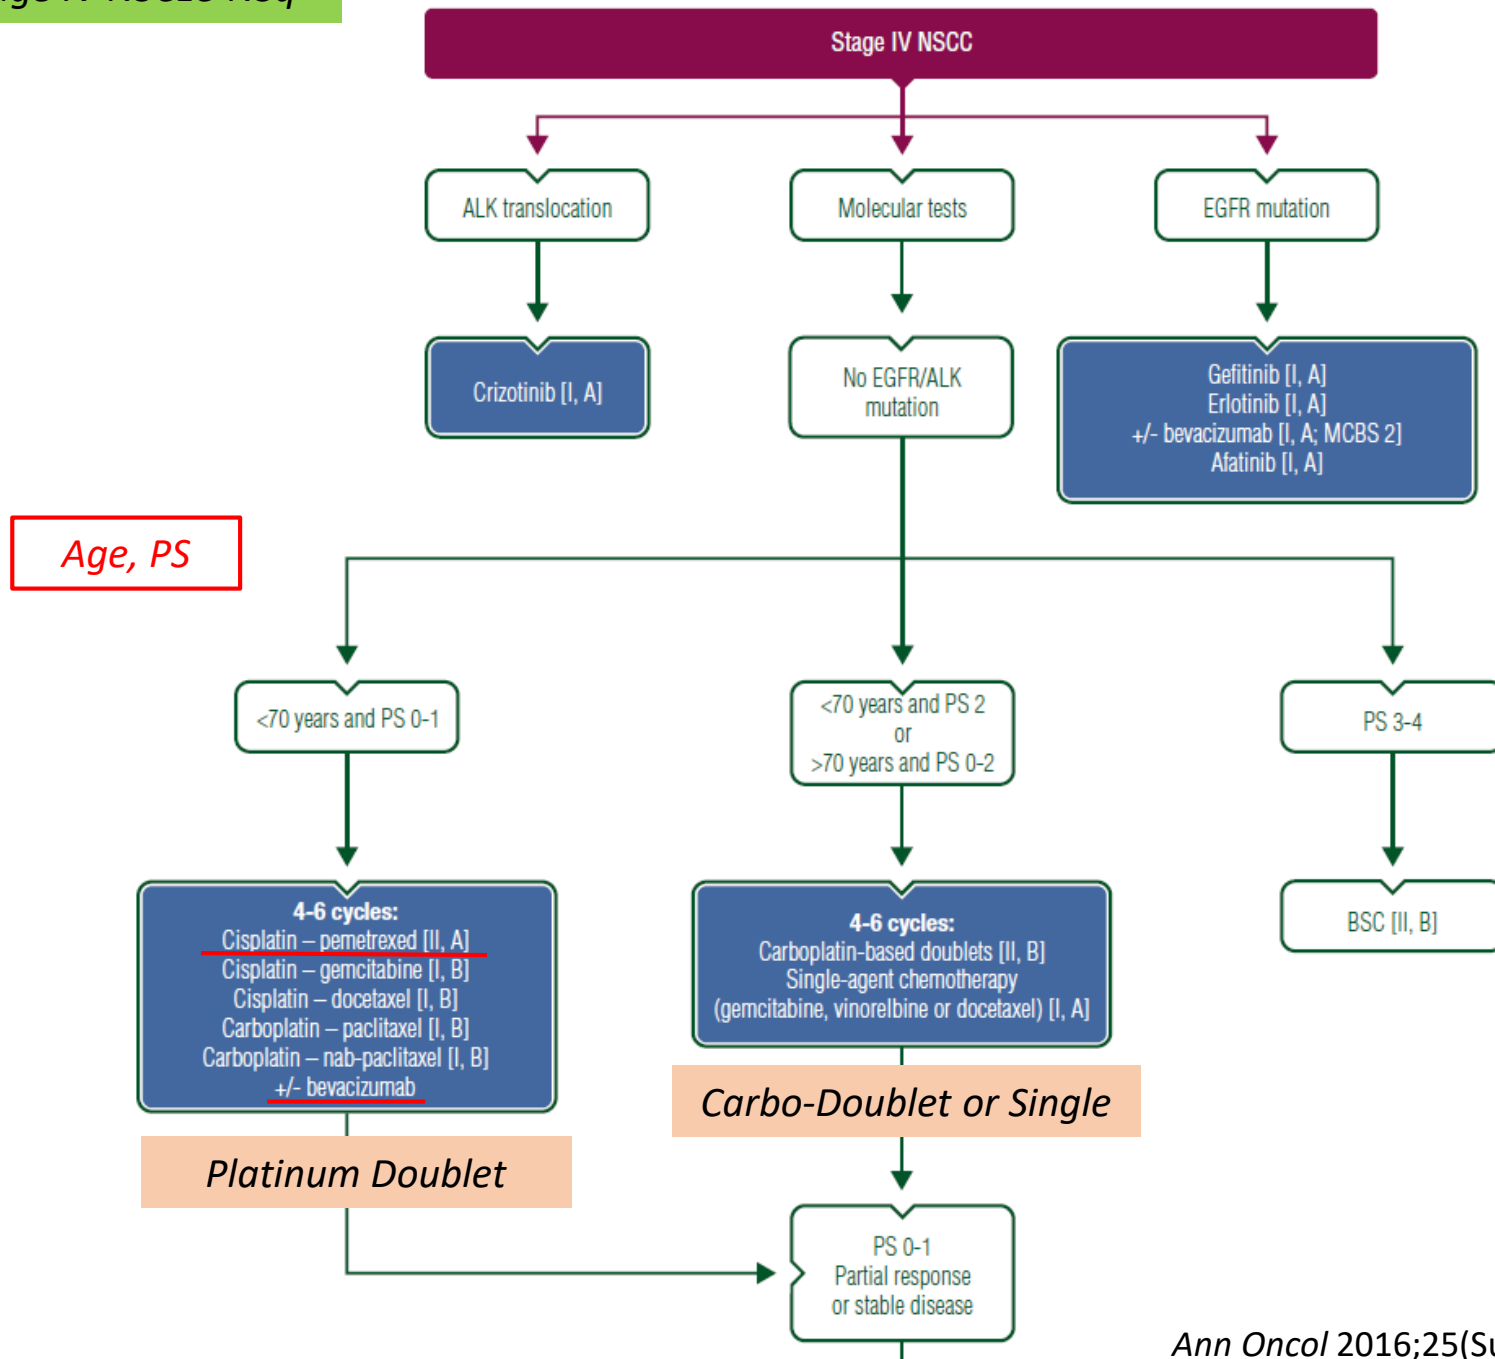 Stage IV NSCC
ALK translocation
Molecular tests
EGFR mutation
Crizotinib [I, A]
No EGFR/ALK
mutation
Gefitinib [I, A]
Erlotinib [I, A]
+/- bevacizumab [I, A; MCBS 2]
Afatinib [I, A]
Age, PS
<70 years and PS 0-1
<70 years and PS 2
or
>70 years and PS 0-2
PS 3-4
4-6 cycles:
Cisplatin – pemetrexed [II, A]
Cisplatin – gemcitabine [I, B]
Cisplatin – docetaxel [I, B]
Carboplatin – paclitaxel [I, B]
Carboplatin – nab-paclitaxel [I, B]
+/- bevacizumab
4-6 cycles:
Carboplatin-based doublets [II, B]
Single-agent chemotherapy
(gemcitabine, vinorelbine or docetaxel) [I, A]
BSC [II, B]
Platinum Doublet
Carbo-Doublet or Single
PS 0-1
Partial response
or stable disease
Ann Oncol 2016;25(Su